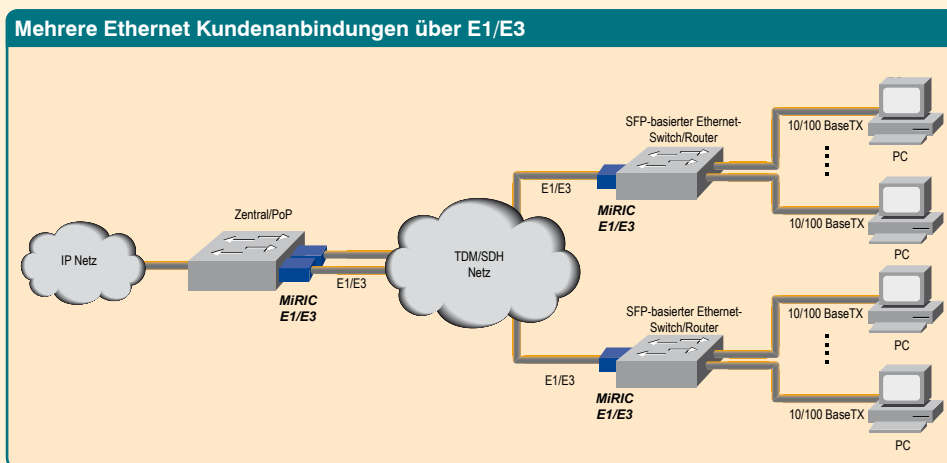 Mehrere Ethernet Kundenanbindungen über E1/E3
IP Netz
Zentral/PoP
MiRIC
E1/E3
E1/E3
TDM/SDH
Netz
E1/E3
SFP-basierter Ethernet-
Switch/Router
MiRIC
E1/E3
10/100 BaseTX
PC
10/100 BaseTX
PC
E1/E3
SFP-basierter Ethernet-
Switch/Router
MiRIC
E1/E3
10/100 BaseTX
PC
10/100 BaseTX
PC